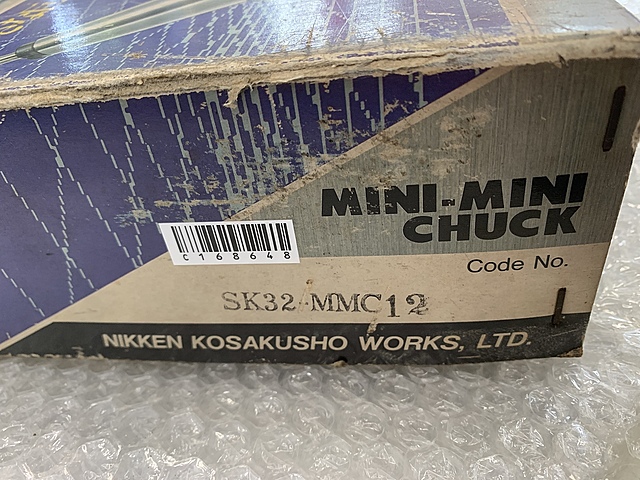 MINI-MINI
CHUCK
C168648
Code No.
SK32 MMC12
NIKKEN KOSAKUSHO WORKS, LTD.